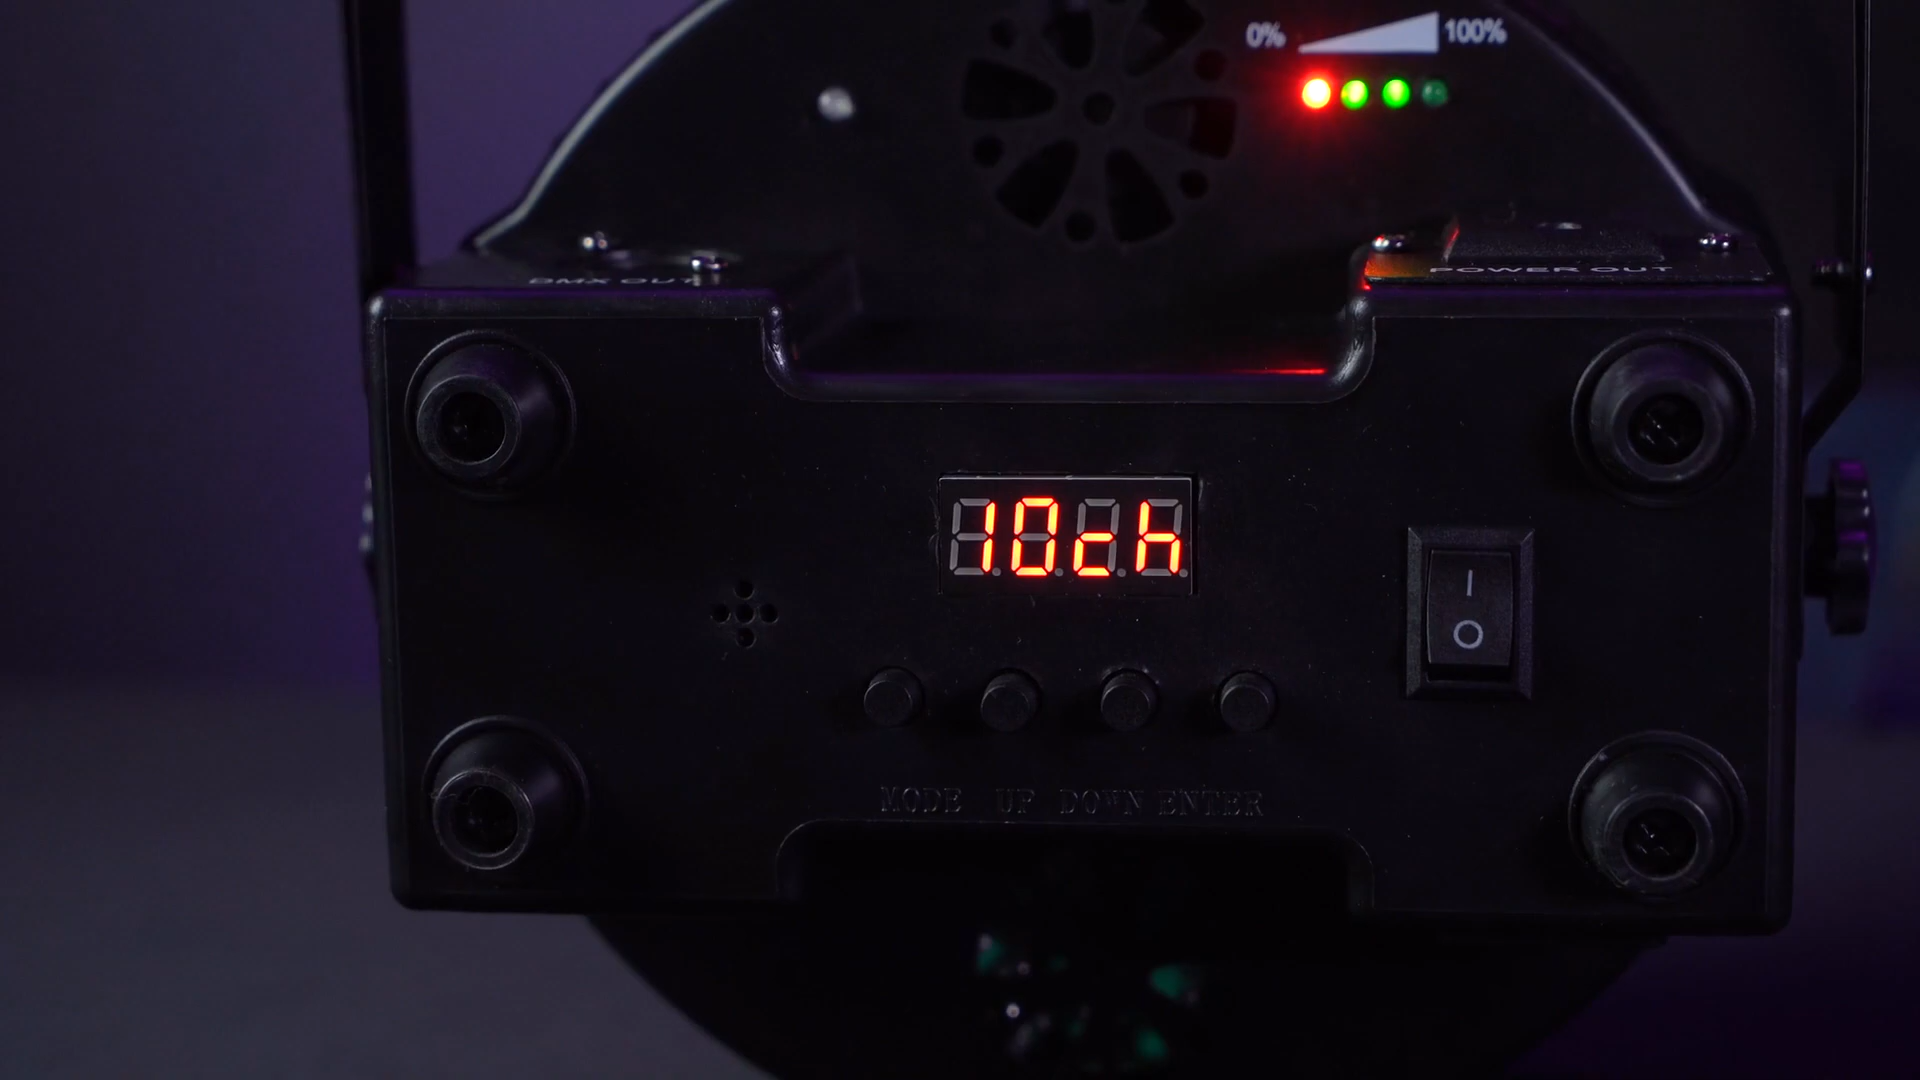 0% 100%
DMX OUT POWER OUT
10ch
I
O
MODE UP DOWN ENTER